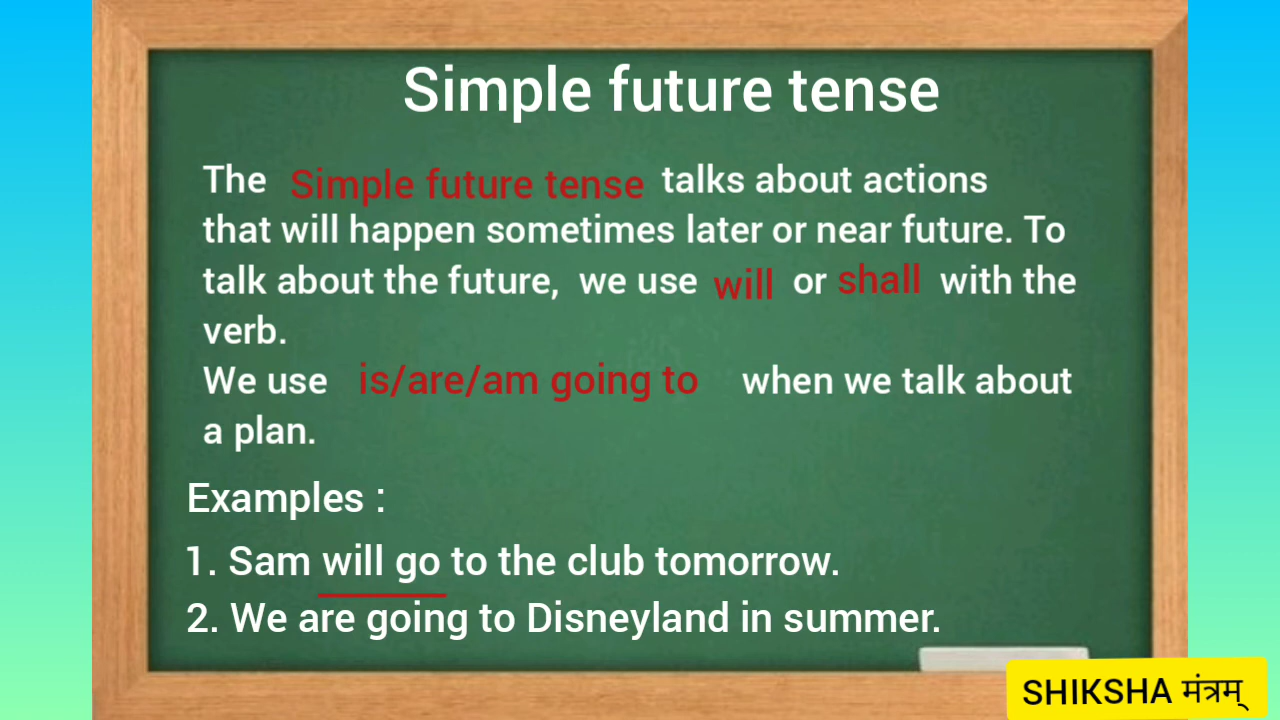 Simple future tense
The Simple future tense talks about actions
that will happen sometimes later or near future. To
talk about the future, we use will or shall with the
verb.
We use is/are/am going to when we talk about
a plan.
Examples :
1. Sam will go to the club tomorrow.
2. We are going to Disneyland in summer.
SHIKSHA मंत्रम्